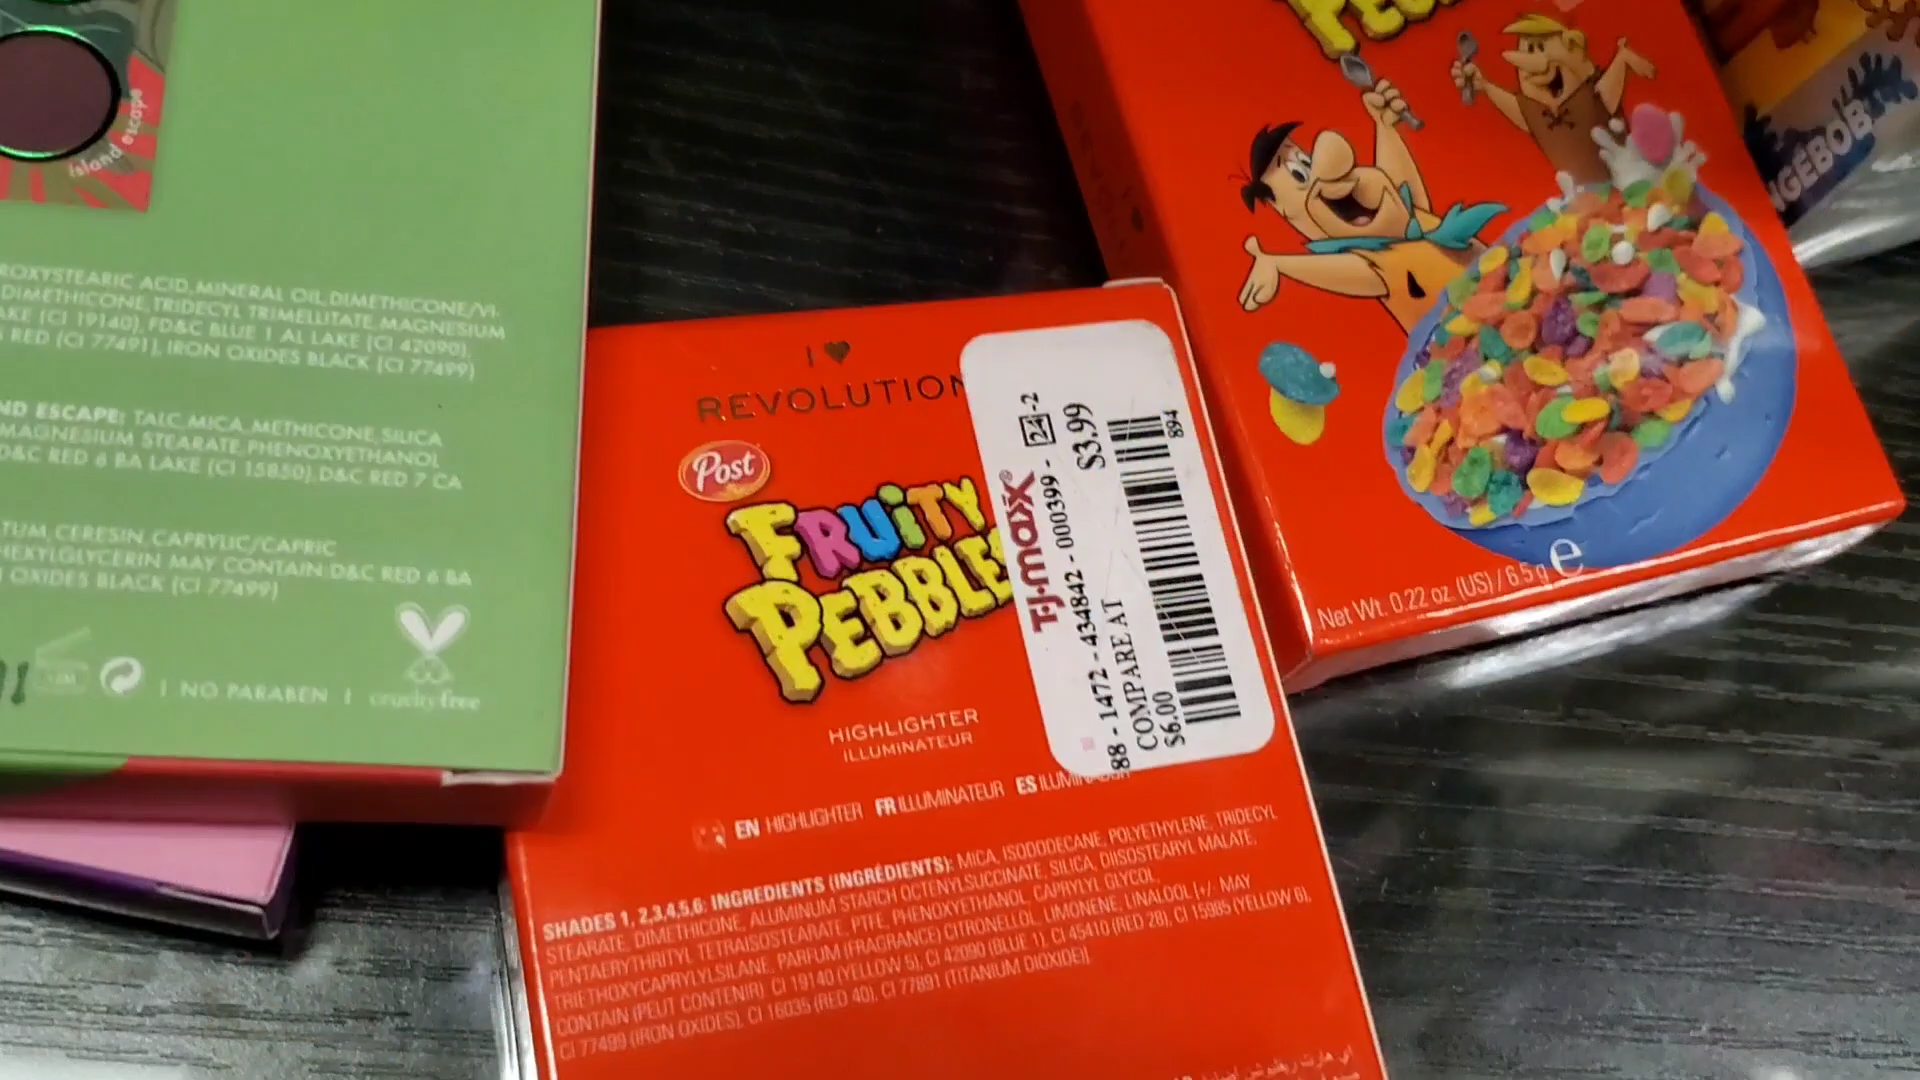 island escape
ROXYSTEARIC ACID, MINERAL OIL, DIMETHICONE/VI-
DIMETHICONE, TRIDECYL TRIMELLITATE, MAGNESIUM
AKE (CI 19140), FD&C BLUE 1 AL LAKE (CI 42090),
RED (CI 77491), IRON OXIDES BLACK (CI 77499)
ND ESCAPE: TALC, MICA, METHICONE, SILICA
MAGNESIUM STEARATE, PHENOXYETHANOL
D&C RED 6 BA LAKE (CI 15850), D&C RED 7 CA
TUM, CERESIN, CAPRYLIC/CAPRIC
HEXYLGLYCERIN MAY CONTAIN: D&C RED 6 BA
OXIDES BLACK (CI 77499)
| NO PARABEN |
crueltyfree
I
REVOLUTION
Post
FRUITY
PEBBLES
HIGHLIGHTER
ILLUMINATEUR
EN HIGHLIGHTER FR ILLUMINATEUR ES
SHADES 1, 2,3,4,5,6: INGREDIENTS (INGRÉDIENTS): MICA, ISODODECANE, POLYETHYLENE, TRIDECYL
STEARATE, DIMETHICONE, ALUMINUM STARCH OCTENYLSUCCINATE, SILICA, DIISOSTEARYL MALATE,
PENTAERYTHRITYL TETRAISOSTEARATE, PTFE, PHENOXYETHANOL, CAPRYLYL GLYCOL
TRIETHOXYCAPRYLYLSILANE, PARFUM (FRAGRANCE) CITRONELLOL, LIMONENE, LINALOOL [+/- MAY
CONTAIN (PEUT CONTENIR) CI 19140 (YELLOW 5), CI 42090 (BLUE 1), CI 45410 (RED 28), CI 15985 (YELLOW 6),
CI 77499 (IRON OXIDES), CI 16035 (RED 40), CI 77891 (TITANIUM DIOXIDE)]
T.J.maxx®
88 - 1472 - 434842 - 000399 - 24 -2
COMPARE AT $3.99
$6.00
894
Net Wt. 0.22 oz (US) / 6.5 g e
NGEBOB